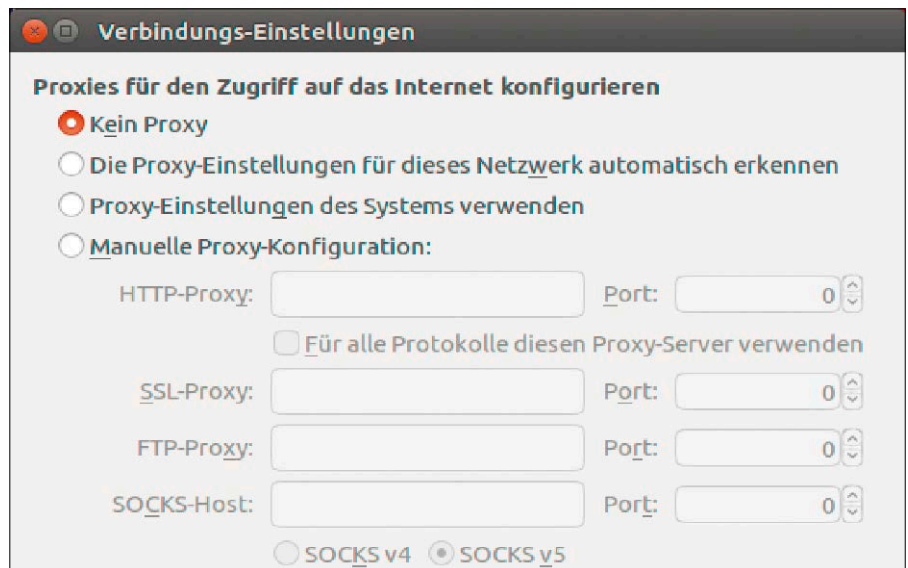 Verbindungs-Einstellungen
Proxies für den Zugriff auf das Internet konfigurieren
Kein Proxy
Die Proxy-Einstellungen für dieses Netzwerk automatisch erkennen
Proxy-Einstellungen des Systems verwenden
Manuelle Proxy-Konfiguration:
HTTP-Proxy: Port: 0
Für alle Protokolle diesen Proxy-Server verwenden
SSL-Proxy: Port: 0
FTP-Proxy: Port: 0
SOCKS-Host: Port: 0
SOCKS v4 SOCKS v5